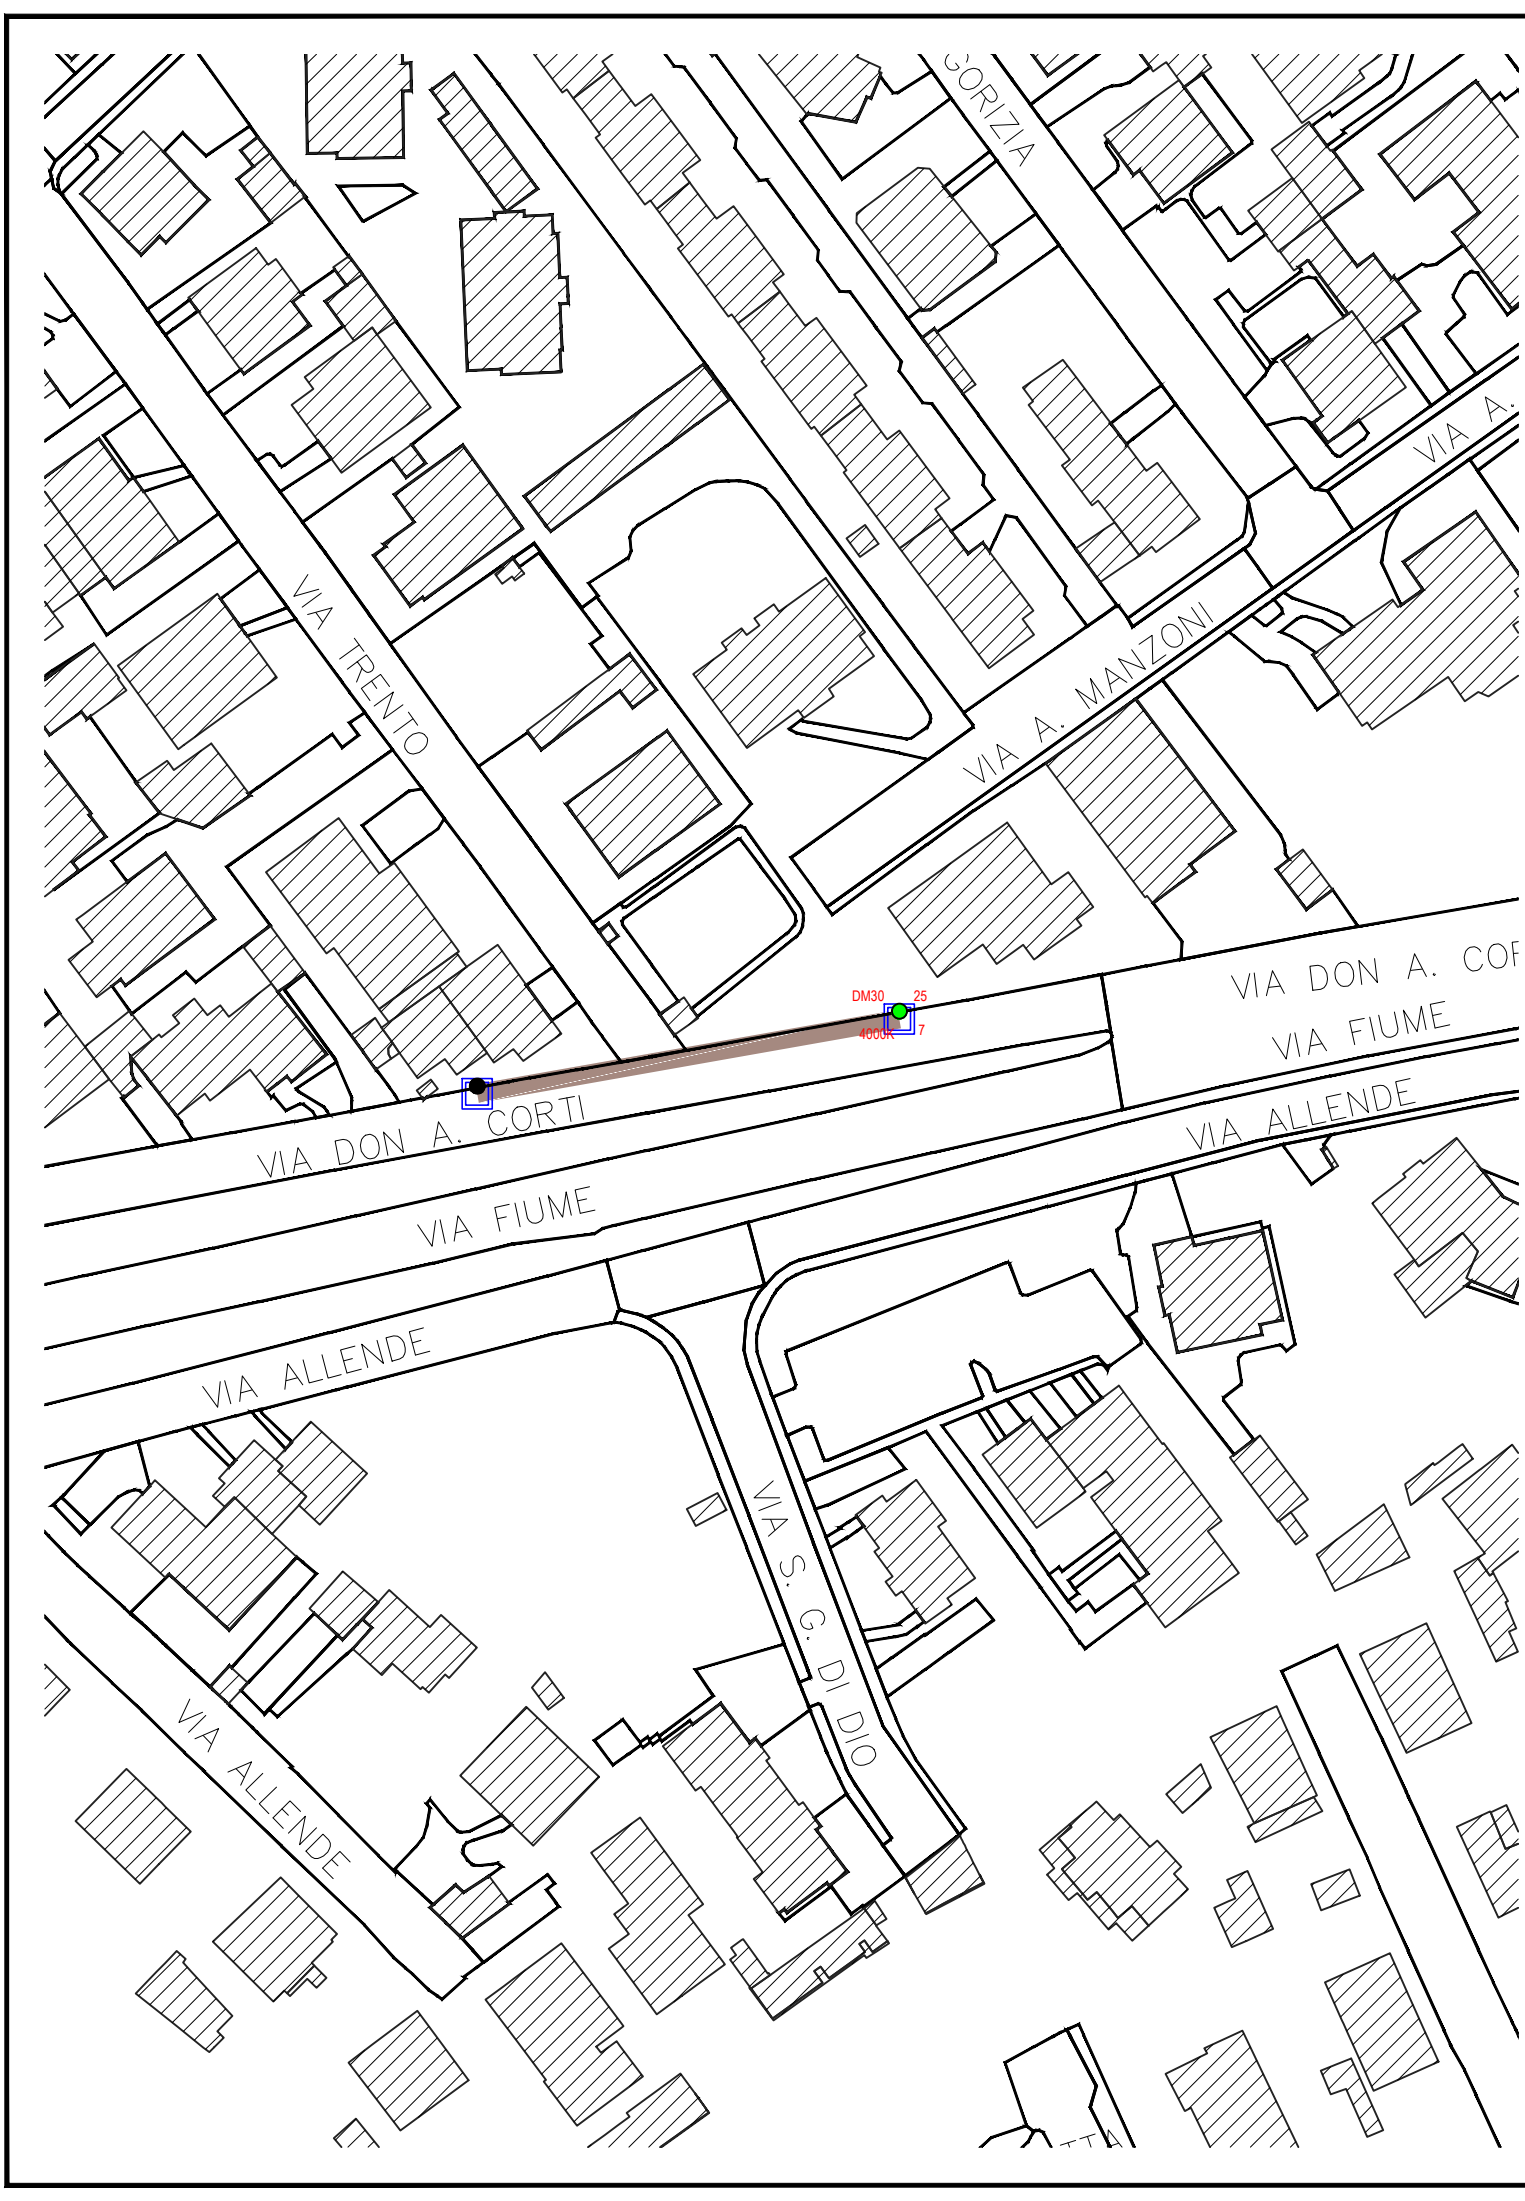 GORIZIA
VIA A.
VIA TRENTO
VIA A. MANZONI
VIA DON A. COR
DM30
25
4000K
7
VIA FIUME
VIA DON A. CORTI
VIA ALLENDE
VIA FIUME
VIA ALLENDE
VIA S. G. DI DIO
VIA ALLENDE
TTA